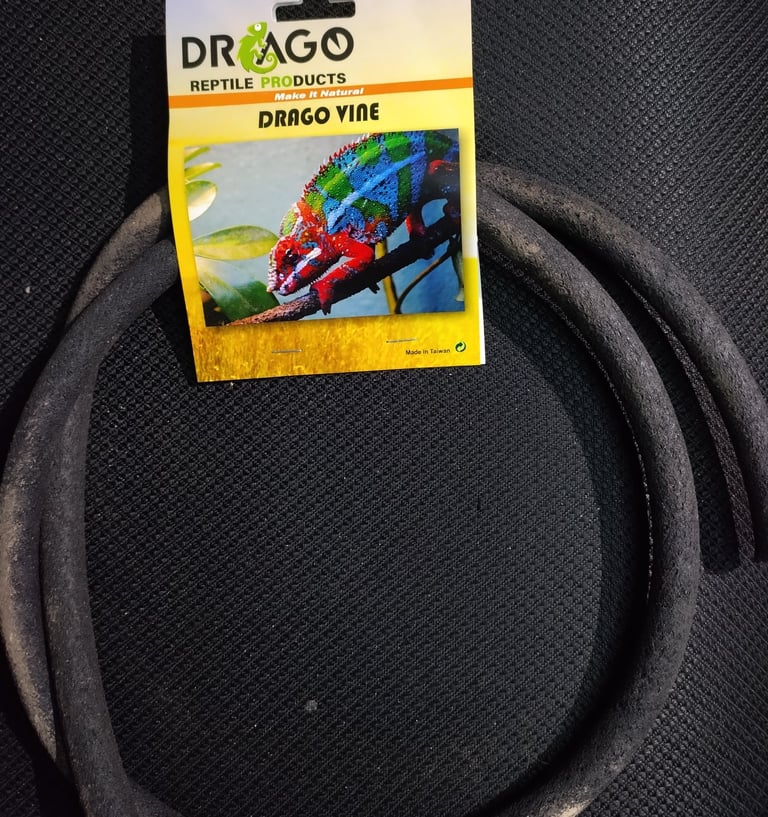 DRAGO
REPTILE PRODUCTS
Make it Natural
DRAGO VINE
Made in Taiwan